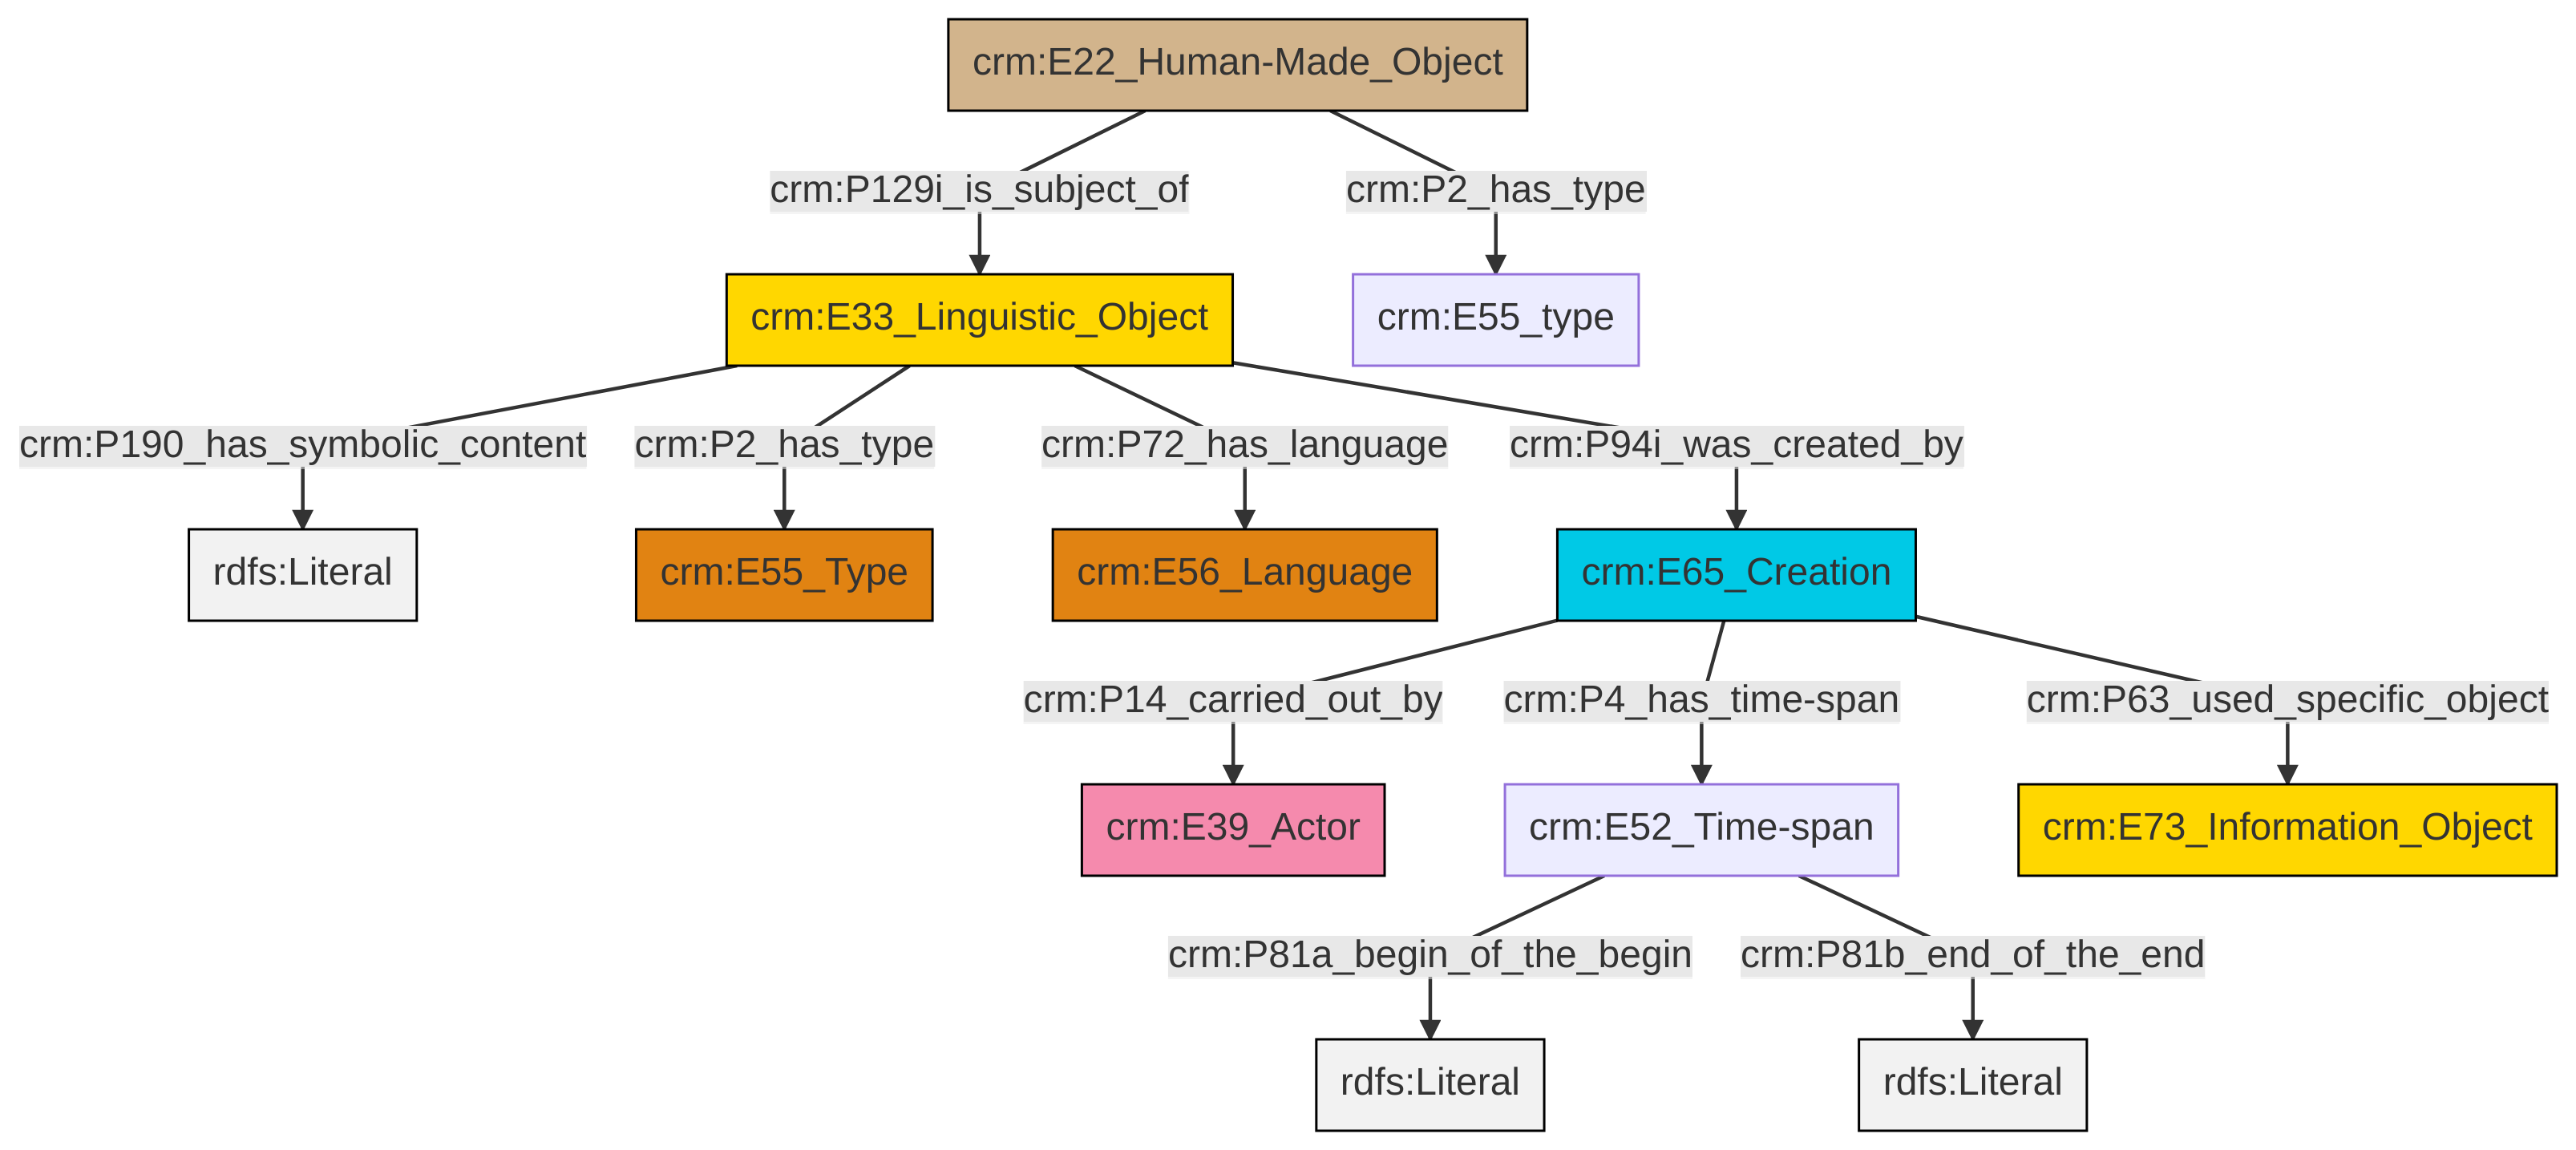 crm:E22_Human-Made_Object
crm:P129i_is_subject_of
crm:P2_has_type
crm:E33_Linguistic_Object
crm:E55_type
crm:P190_has_symbolic_content
crm:P2_has_type
crm:P72_has_language
crm:P94i_was_created_by
rdfs:Literal
crm:E55_Type
crm:E56_Language
crm:E65_Creation
crm:P14_carried_out_by
crm:P4_has_time-span
crm:P63_used_specific_object
crm:E39_Actor
crm:E52_Time-span
crm:E73_Information_Object
crm:P81a_begin_of_the_begin
crm:P81b_end_of_the_end
rdfs:Literal
rdfs:Literal